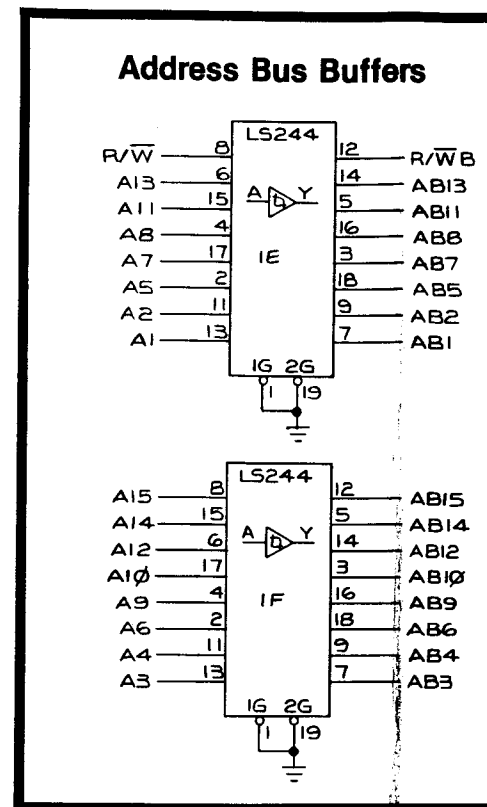 Address Bus Buffers
LS244
R/W̅ 8 12 R/W̅B
A13 6 14 AB13
A11 15 5 AB11
A Y
A8 4 16 AB8
A7 17 1E 3 AB7
A5 2 18 AB5
A2 11 9 AB2
A1 13 7 AB1
1G 2G
1 19
LS244
A15 8 12 AB15
A14 15 5 AB14
A12 6 A Y 14 AB12
A1Ø 17 3 AB1Ø
A9 4 1F 16 AB9
A6 2 18 AB6
A4 11 9 AB4
A3 13 7 AB3
1G 2G
1 19